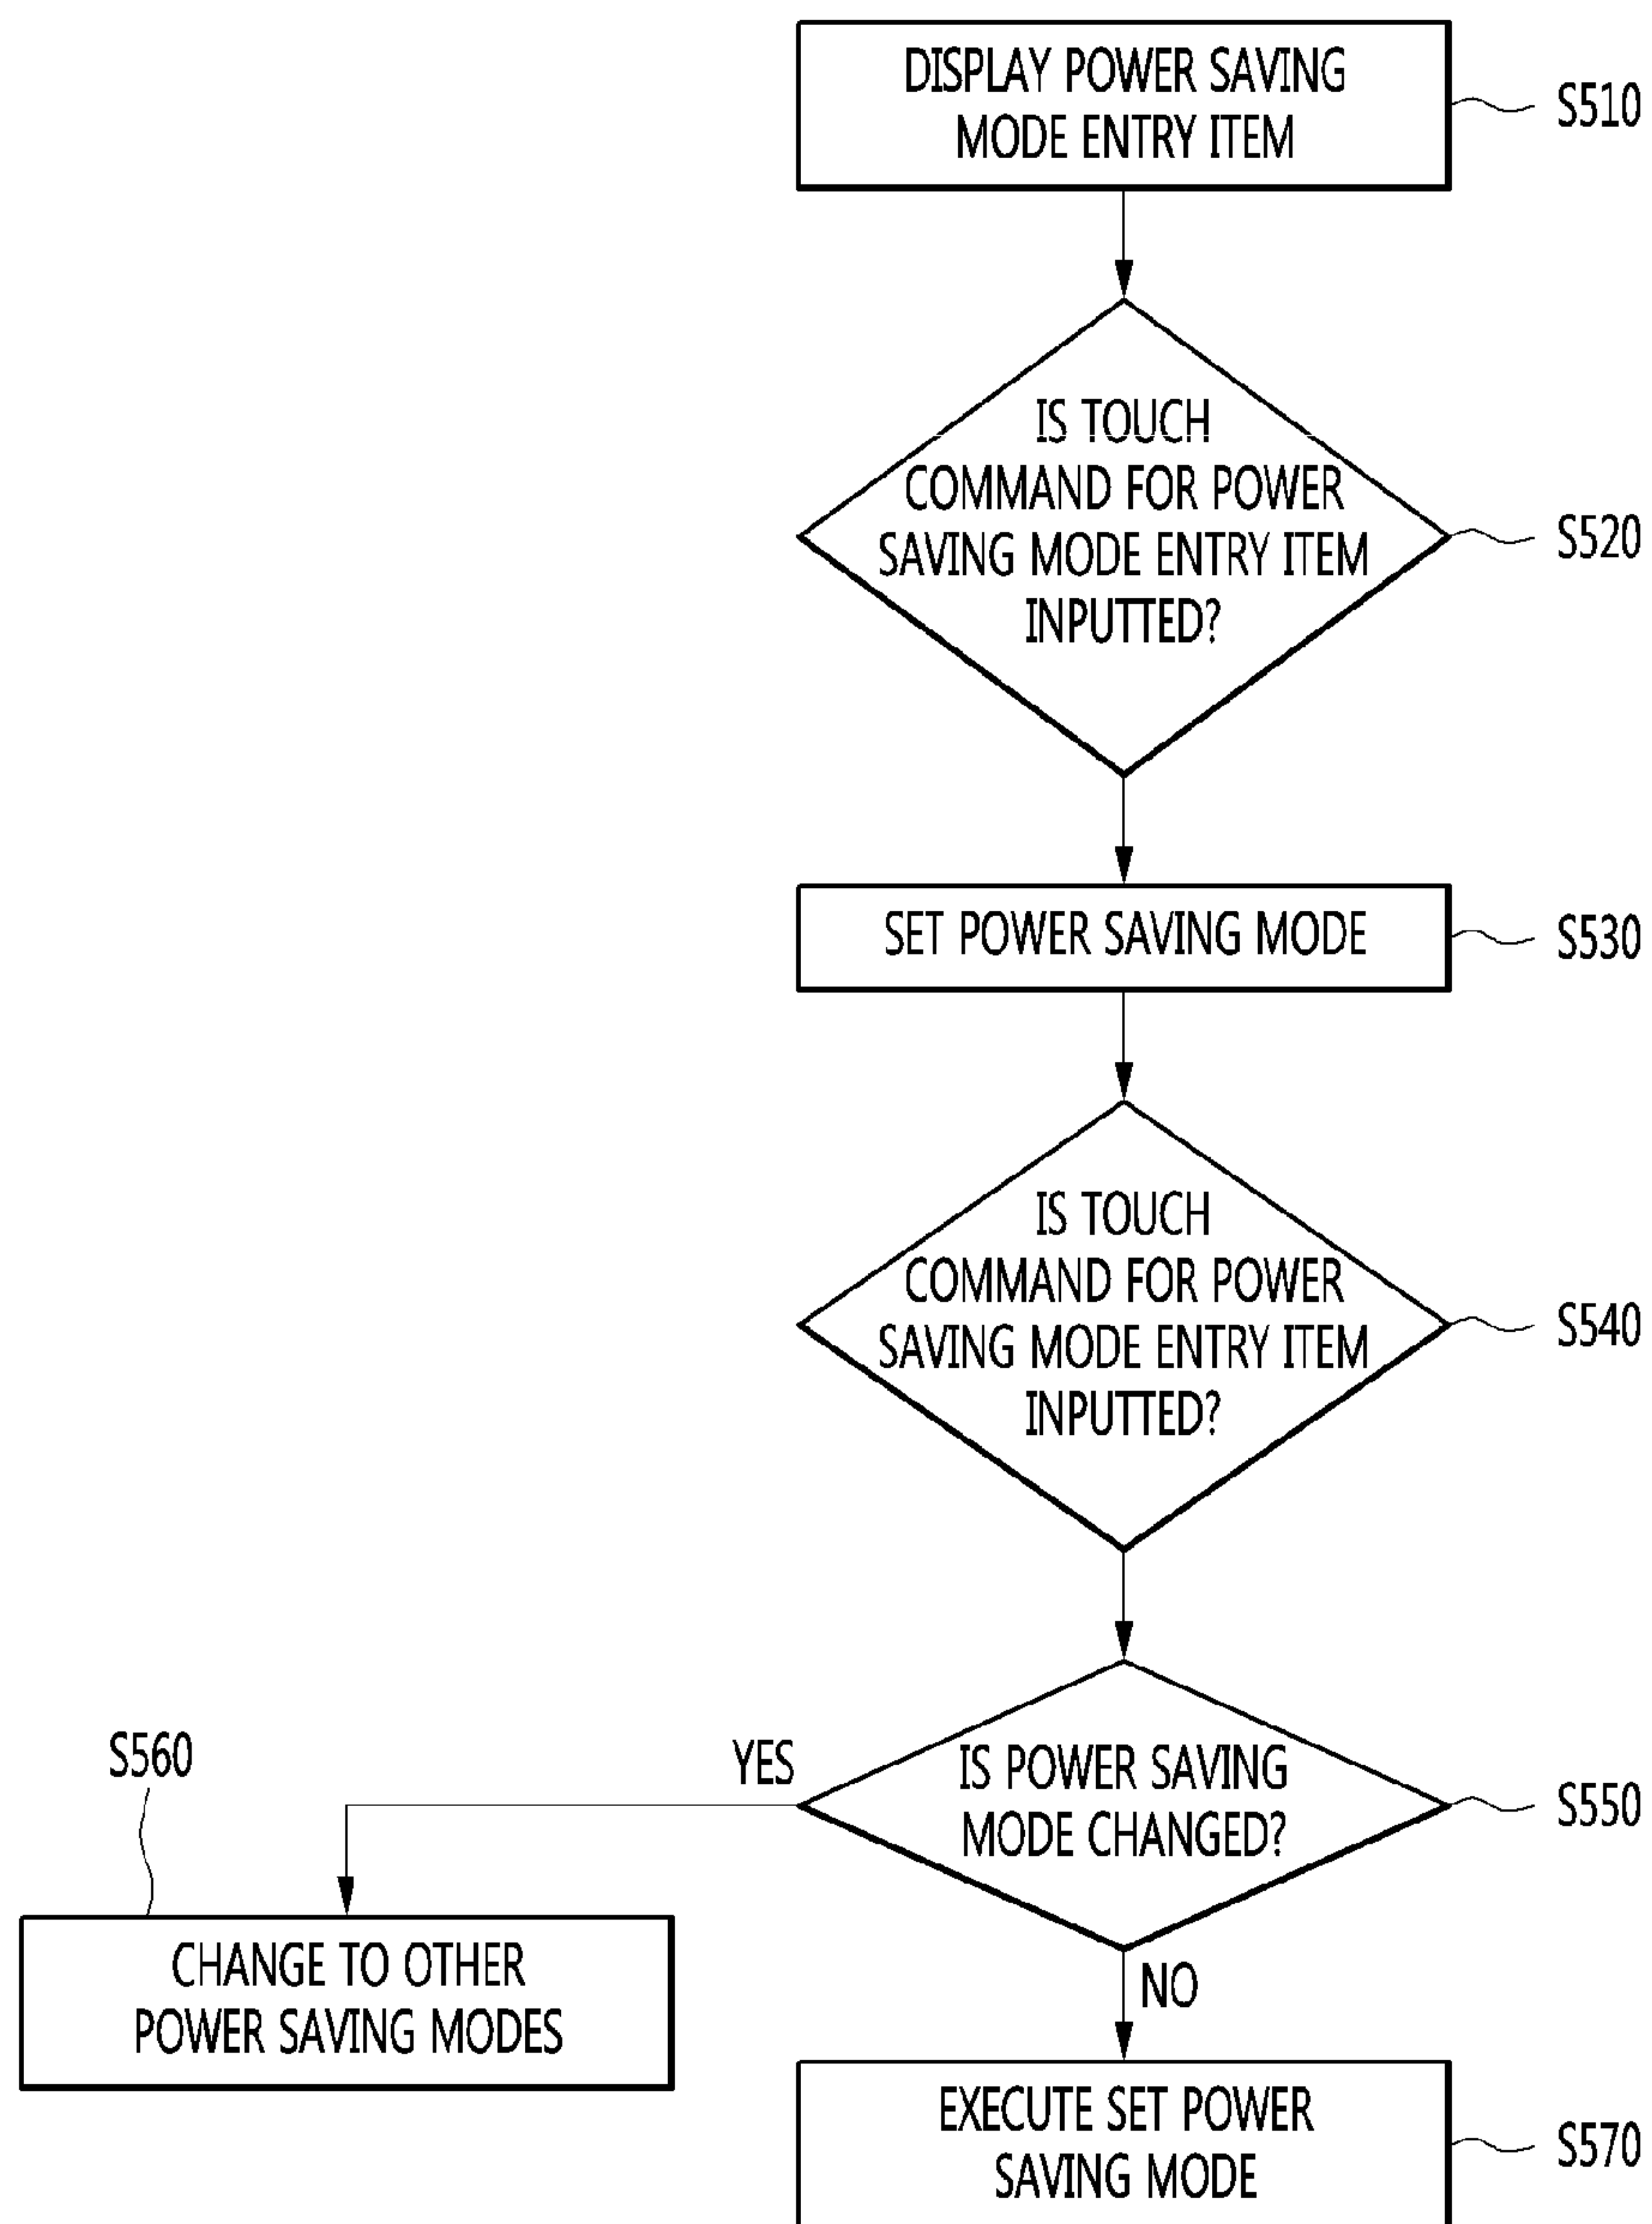 DISPLAY POWER SAVING
MODE ENTRY ITEM
S510
IS TOUCH
COMMAND FOR POWER
SAVING MODE ENTRY ITEM
INPUTTED?
S520
SET POWER SAVING MODE
S530
IS TOUCH
COMMAND FOR POWER
SAVING MODE ENTRY ITEM
INPUTTED?
S540
IS POWER SAVING
MODE CHANGED?
S550
YES
S560
CHANGE TO OTHER
POWER SAVING MODES
NO
EXECUTE SET POWER
SAVING MODE
S570